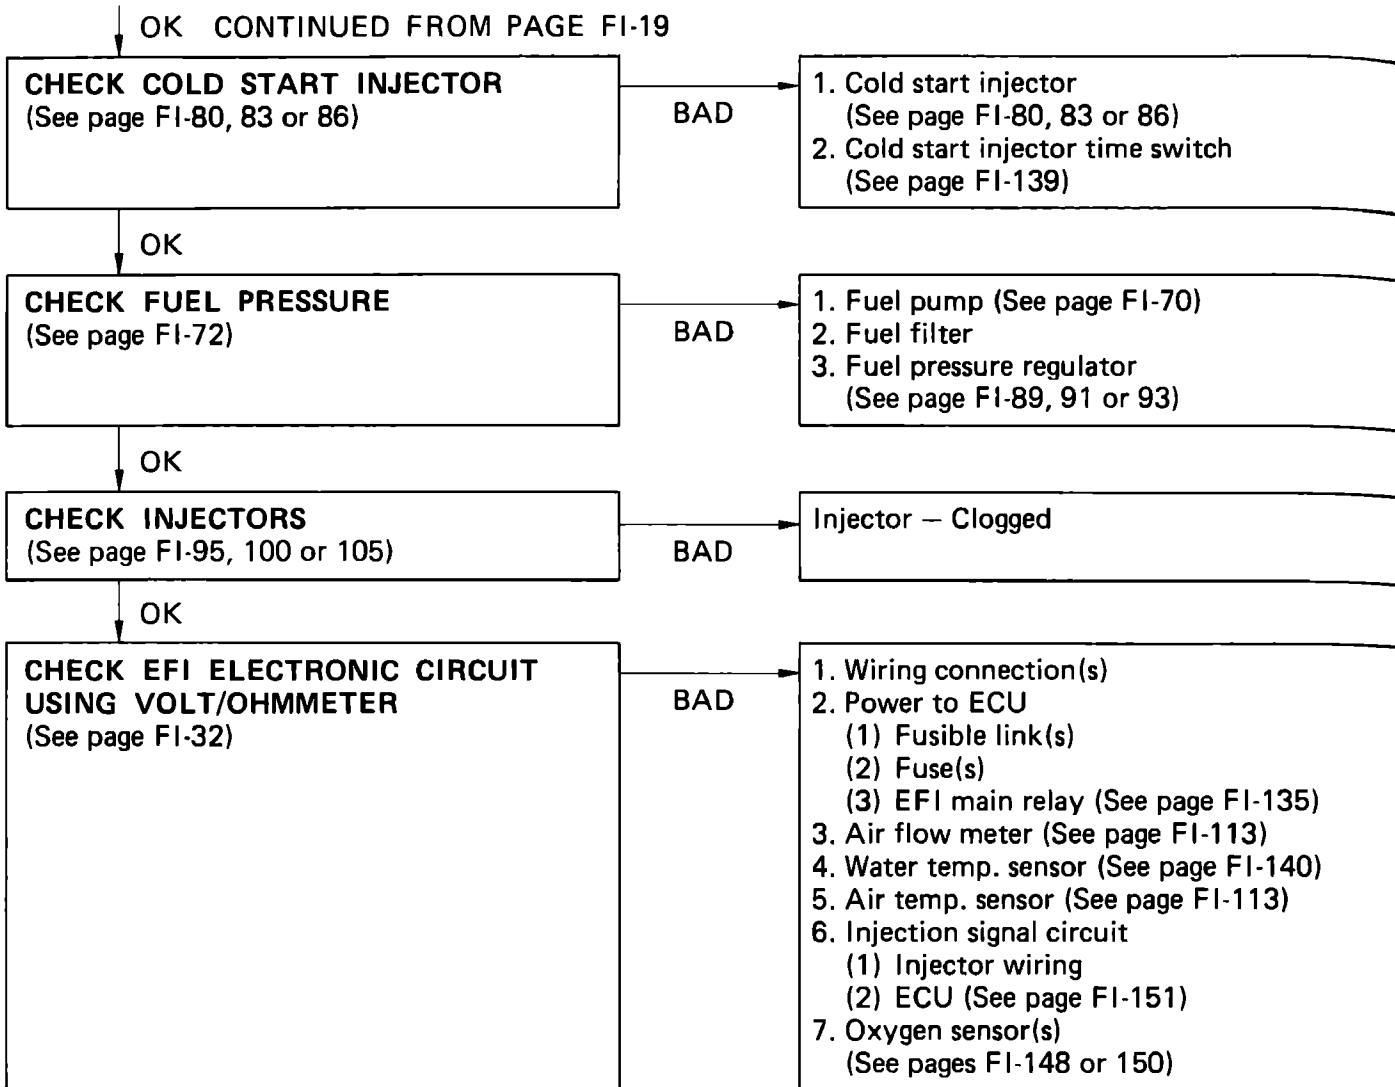 OK CONTINUED FROM PAGE FI-19
CHECK COLD START INJECTOR
(See page FI-80, 83 or 86)
BAD
1. Cold start injector
(See page FI-80, 83 or 86)
2. Cold start injector time switch
(See page FI-139)
OK
CHECK FUEL PRESSURE
(See page FI-72)
BAD
1. Fuel pump (See page FI-70)
2. Fuel filter
3. Fuel pressure regulator
(See page FI-89, 91 or 93)
OK
CHECK INJECTORS
(See page FI-95, 100 or 105)
BAD
Injector — Clogged
OK
CHECK EFI ELECTRONIC CIRCUIT
USING VOLT/OHMMETER
(See page FI-32)
BAD
1. Wiring connection(s)
2. Power to ECU
(1) Fusible link(s)
(2) Fuse(s)
(3) EFI main relay (See page FI-135)
3. Air flow meter (See page FI-113)
4. Water temp. sensor (See page FI-140)
5. Air temp. sensor (See page FI-113)
6. Injection signal circuit
(1) Injector wiring
(2) ECU (See page FI-151)
7. Oxygen sensor(s)
(See pages FI-148 or 150)